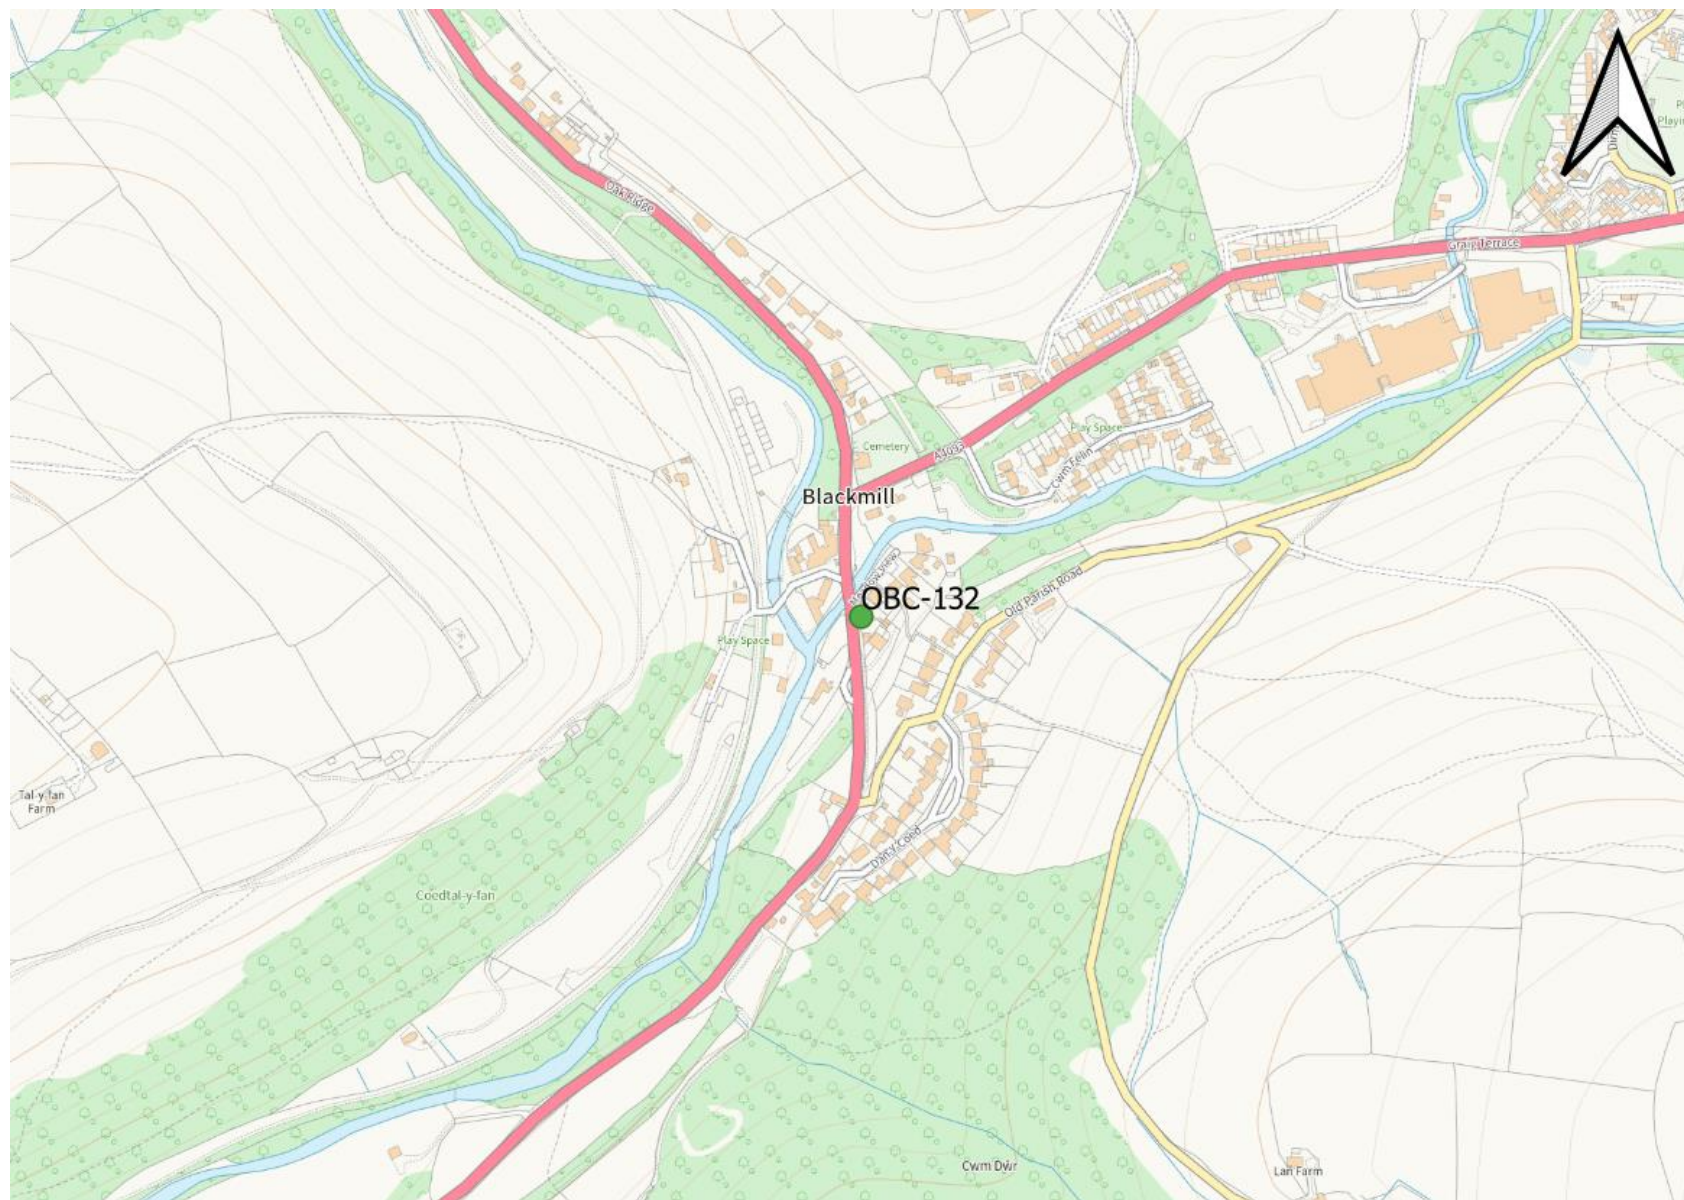 Oak Ridge
Graig Terrace
Play Space
Cemetery
A4093
Cwm Felin
Blackmill
OBC-132
Old Parish Road
Play Space
Tal-y-fan
Farm
Dan-y-Coed
Coedtal-y-fan
Cwm Dwr
Lan Farm